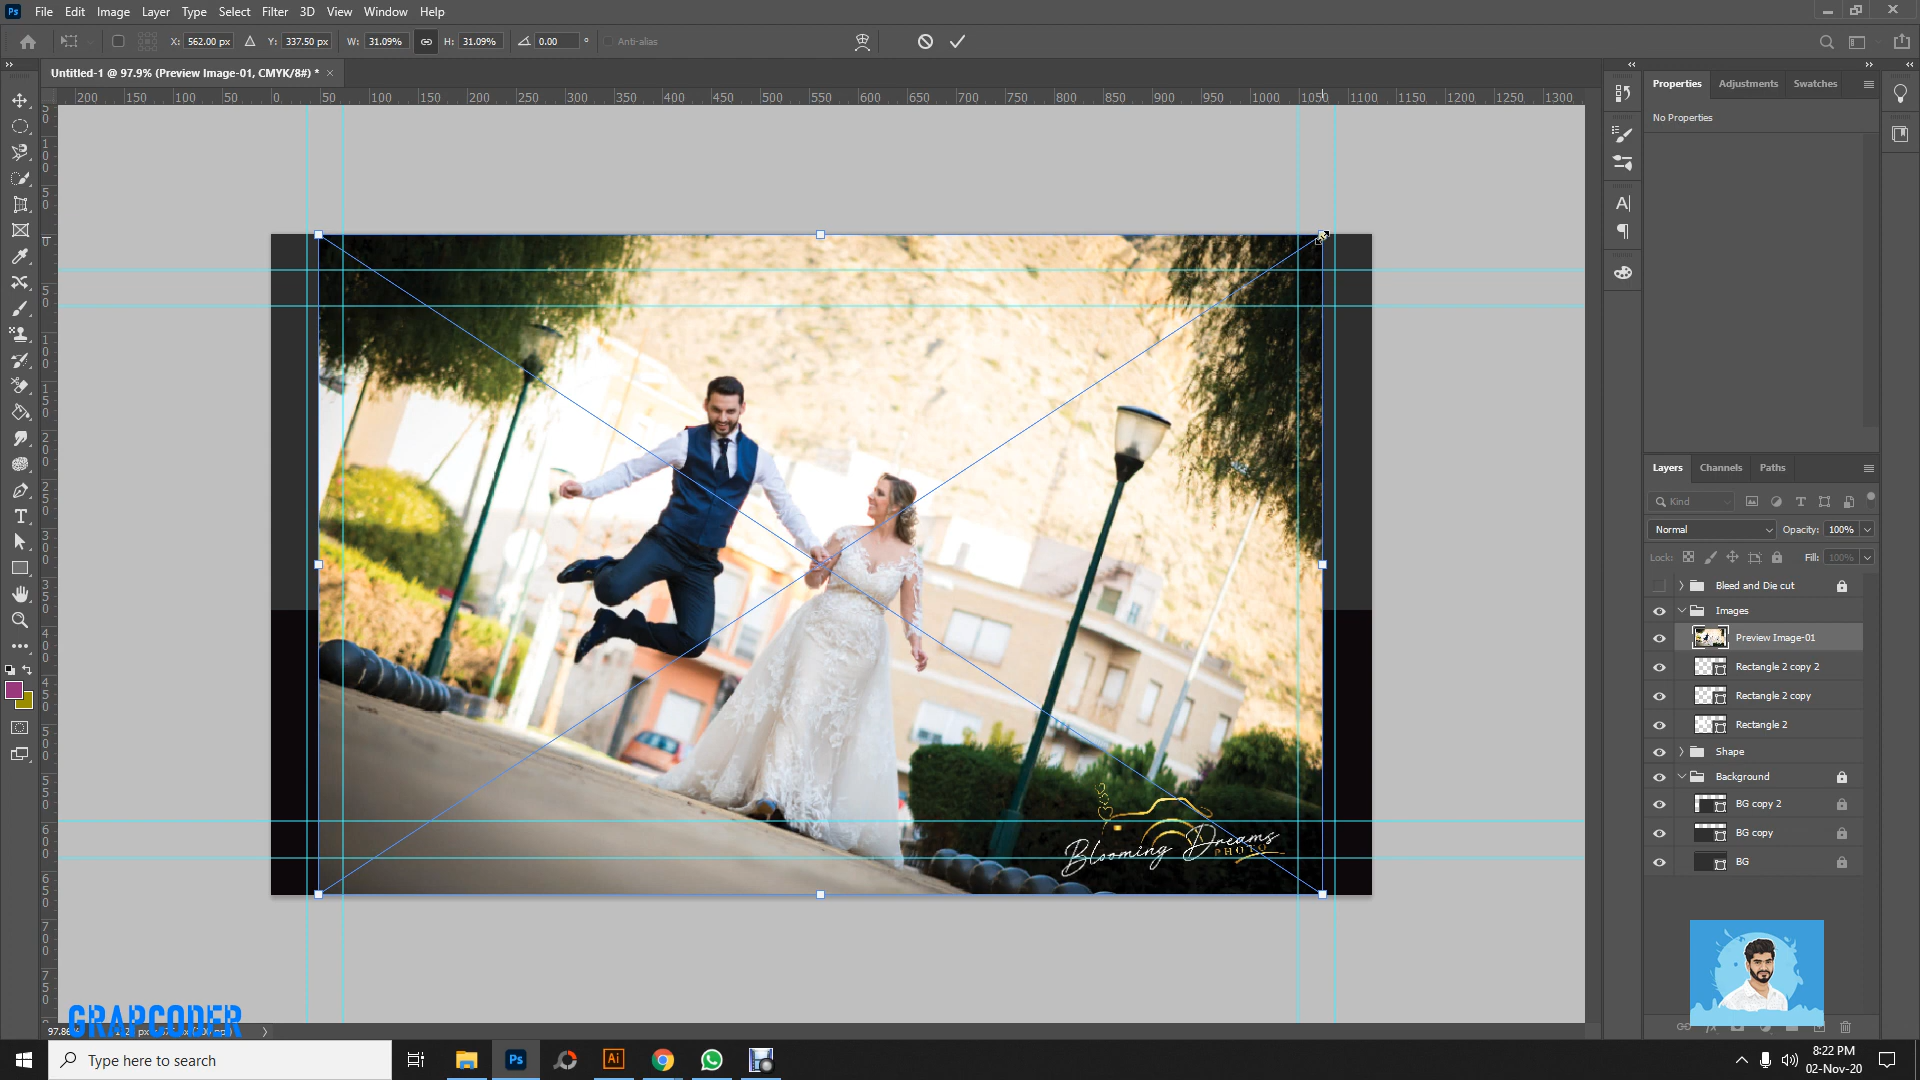 Ps File Edit Image Layer Type Select Filter 3D View Window Help
X: 562.00 px Y: 337.50 px W: 31.09% H: 31.09% 0.00 ° Anti-alias
Untitled-1 @ 97.9% (Preview Image-01, CMYK/8#) * ×
200 150 100 50 0 50 100 150 200 250 300 350 400 450 500 550 600 650 700 750 800 850 900 950 1000 1050 1100 1150 1200 1250 1300
Properties Adjustments Swatches
No Properties
Layers Channels Paths
Kind
Normal Opacity: 100%
Lock: Fill: 100%
Bleed and Die cut
Images
Preview Image-01
Rectangle 2 copy 2
Rectangle 2 copy
Rectangle 2
Shape
Background
BG copy 2
BG copy
BG
Blooming Dreams
PHOTO
GRAPCODER
Type here to search
Ps
Ai
8:22 PM
02-Nov-20